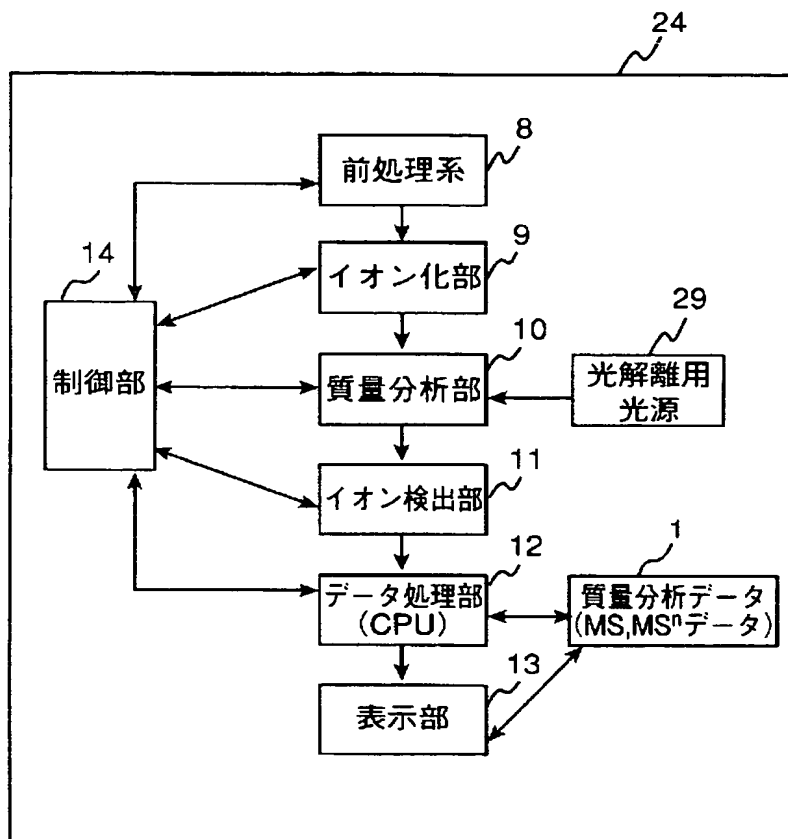 24
8
前処理系
14
9
イオン化部
10
29
制御部
質量分析部
光解離用
光源
11
イオン検出部
12
1
データ処理部
(CPU)
質量分析データ
(MS,MSⁿデータ)
13
表示部